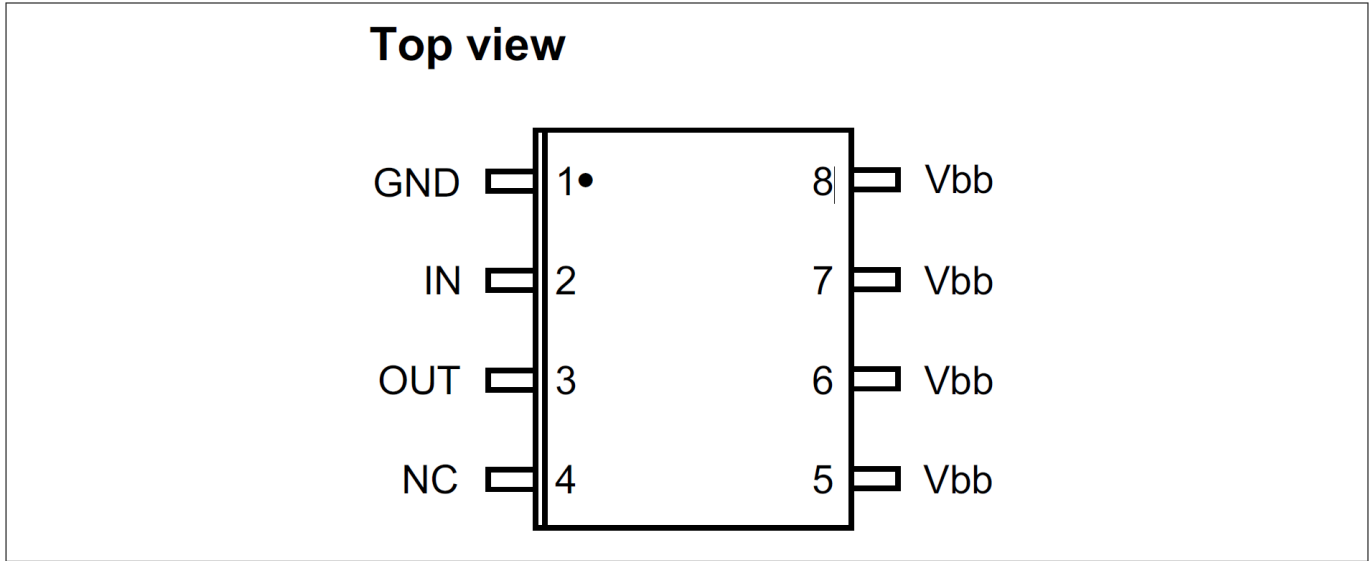 Top view
GND 1 8 Vbb
IN 2 7 Vbb
OUT 3 6 Vbb
NC 4 5 Vbb